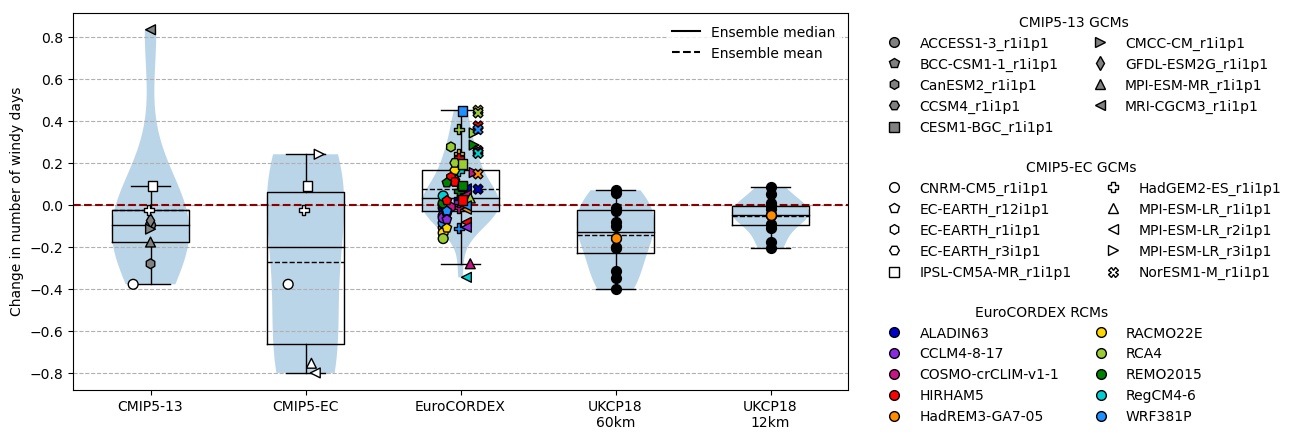 Change in number of windy days
0.8
0.6
0.4
0.2
0.0
−0.2
−0.4
−0.6
−0.8
Ensemble median
Ensemble mean
CMIP5-13
CMIP5-EC
EuroCORDEX
UKCP18
60km
UKCP18
12km
CMIP5-13 GCMs
ACCESS1-3_r1i1p1
BCC-CSM1-1_r1i1p1
CanESM2_r1i1p1
CCSM4_r1i1p1
CESM1-BGC_r1i1p1
CMCC-CM_r1i1p1
GFDL-ESM2G_r1i1p1
MPI-ESM-MR_r1i1p1
MRI-CGCM3_r1i1p1
CMIP5-EC GCMs
CNRM-CM5_r1i1p1
EC-EARTH_r12i1p1
EC-EARTH_r1i1p1
EC-EARTH_r3i1p1
IPSL-CM5A-MR_r1i1p1
HadGEM2-ES_r1i1p1
MPI-ESM-LR_r1i1p1
MPI-ESM-LR_r2i1p1
MPI-ESM-LR_r3i1p1
NorESM1-M_r1i1p1
EuroCORDEX RCMs
ALADIN63
CCLM4-8-17
COSMO-crCLIM-v1-1
HIRHAM5
HadREM3-GA7-05
RACMO22E
RCA4
REMO2015
RegCM4-6
WRF381P